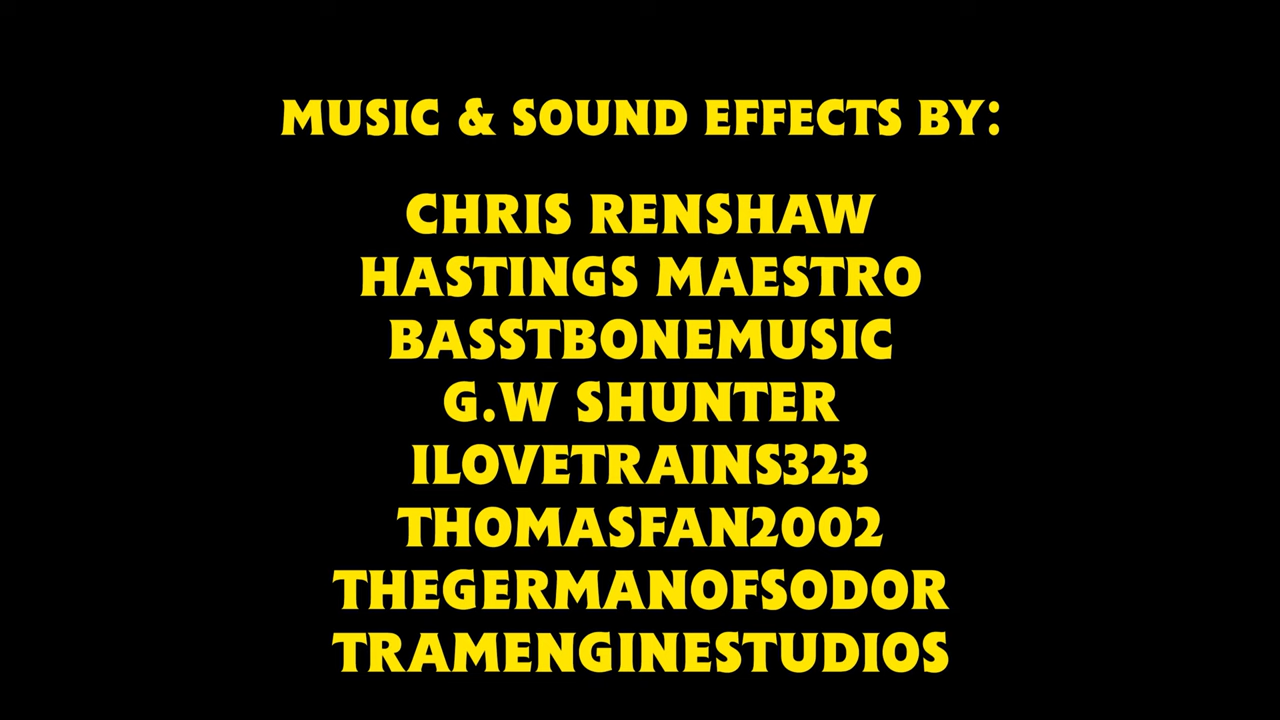 MUSIC & SOUND EFFECTS BY:
CHRIS RENSHAW
HASTINGS MAESTRO
BASSTBONEMUSIC
G.W SHUNTER
ILOVETRAINS323
THOMASFAN2002
THEGERMANOFSODOR
TRAMENGINESTUDIOS